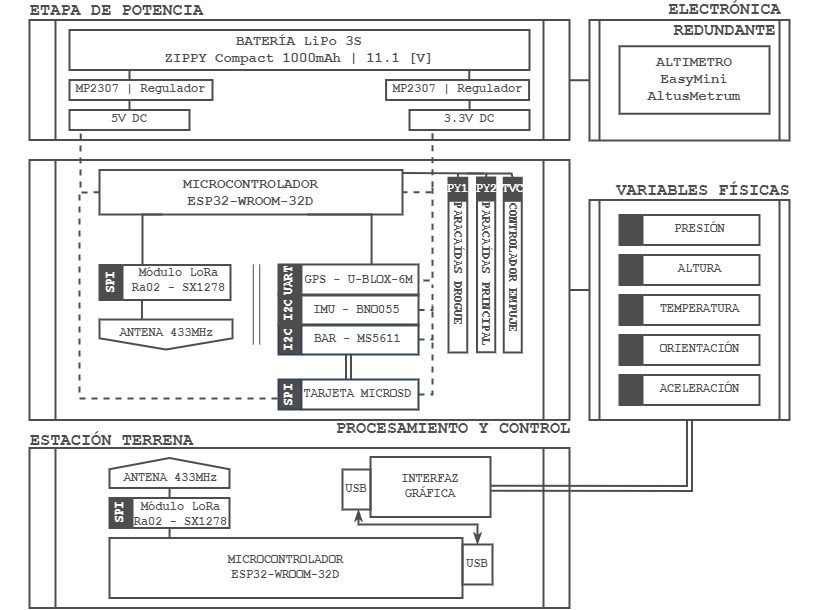 ETAPA DE POTENCIA
BATERÍA LiPo 3S
ZIPPY Compact 1000mAh | 11.1 [V]
MP2307 | Regulador
MP2307 | Regulador
5V DC
3.3V DC
ELECTRÓNICA
REDUNDANTE
ALTIMETRO
EasyMini
AltusMetrum
MICROCONTROLADOR
ESP32-WROOM-32D
PY1
PARACAÍDAS DROGUE
PY2
PARACAÍDAS PRINCIPAL
TVC
CONTROLADOR EMPUJE
SPI
Módulo LoRa
Ra02 - SX1278
ANTENA 433MHz
UART
GPS - U-BLOX-6M
I2C
IMU - BNO055
I2C
BAR - MS5611
SPI
TARJETA MICROSD
PROCESAMIENTO Y CONTROL
VARIABLES FÍSICAS
PRESIÓN
ALTURA
TEMPERATURA
ORIENTACIÓN
ACELERACIÓN
ESTACIÓN TERRENA
ANTENA 433MHz
SPI
Módulo LoRa
Ra02 - SX1278
MICROCONTROLADOR
ESP32-WROOM-32D
USB
INTERFAZ
GRÁFICA
USB